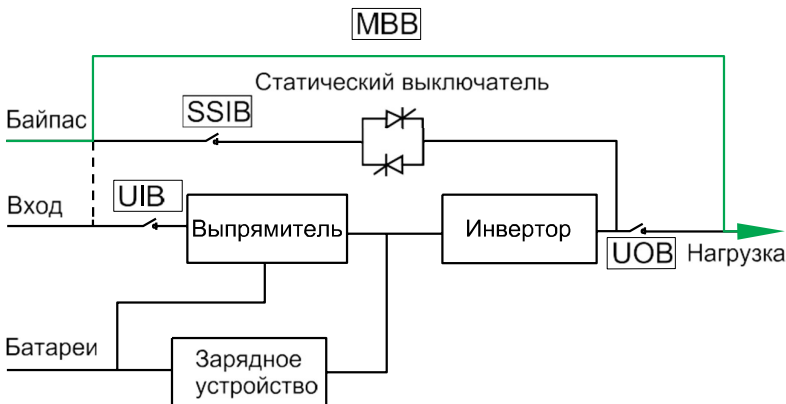 MBB
Статический выключатель
Байпас
SSIB
Вход
UIB
Выпрямитель
Инвертор
UOB
Нагрузка
Батареи
Зарядное
устройство